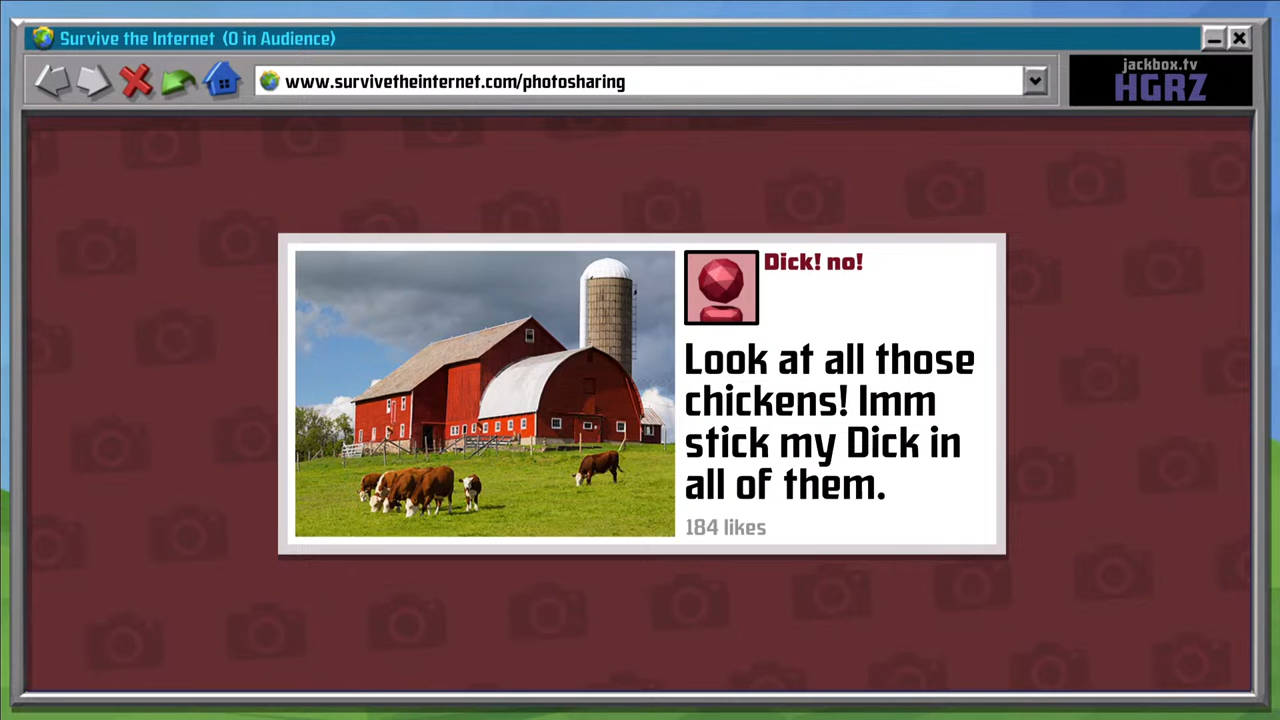 Survive the Internet (0 in Audience)
www.survivetheinternet.com/photosharing
jackbox.tv
HGRZ
Dick! no!
Look at all those
chickens! Imm
stick my Dick in
all of them.
184 likes